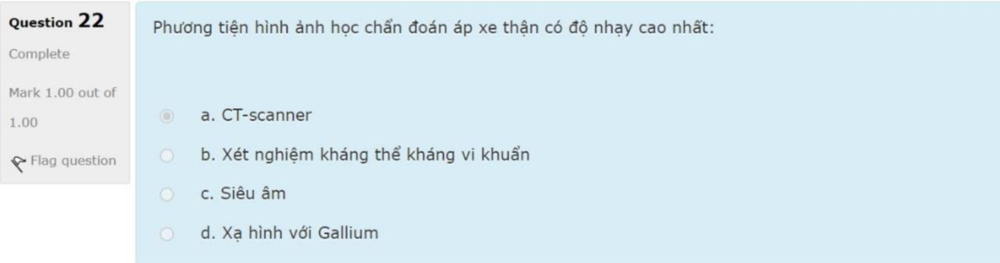 Question 22
Complete
Mark 1.00 out of
1.00
Flag question
Phương tiện hình ảnh học chẩn đoán áp xe thận có độ nhạy cao nhất:
a. CT-scanner
b. Xét nghiệm kháng thể kháng vi khuẩn
c. Siêu âm
d. Xạ hình với Gallium